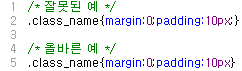 1 /* 잘못된 예 */
2 .class_name{margin:0;padding:10px;}
3
4 /* 올바른 예 */
5 .class_name{margin:0;padding:10px}